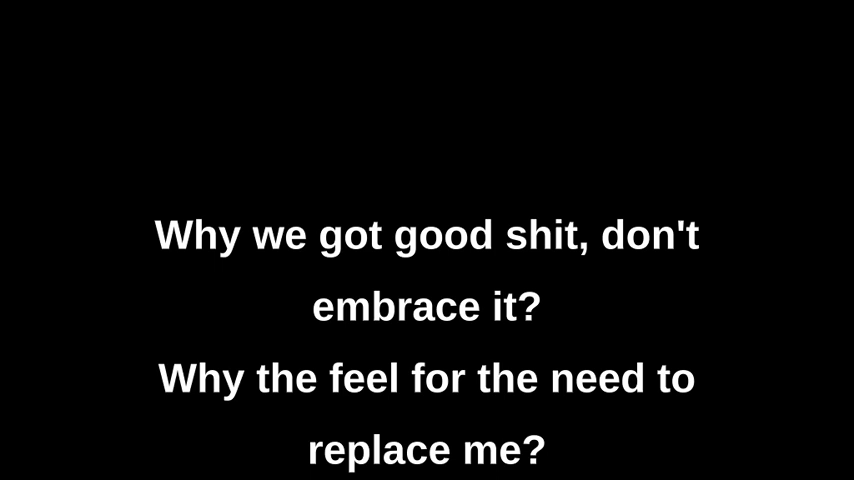 Why we got good shit, don't
embrace it?
Why the feel for the need to
replace me?